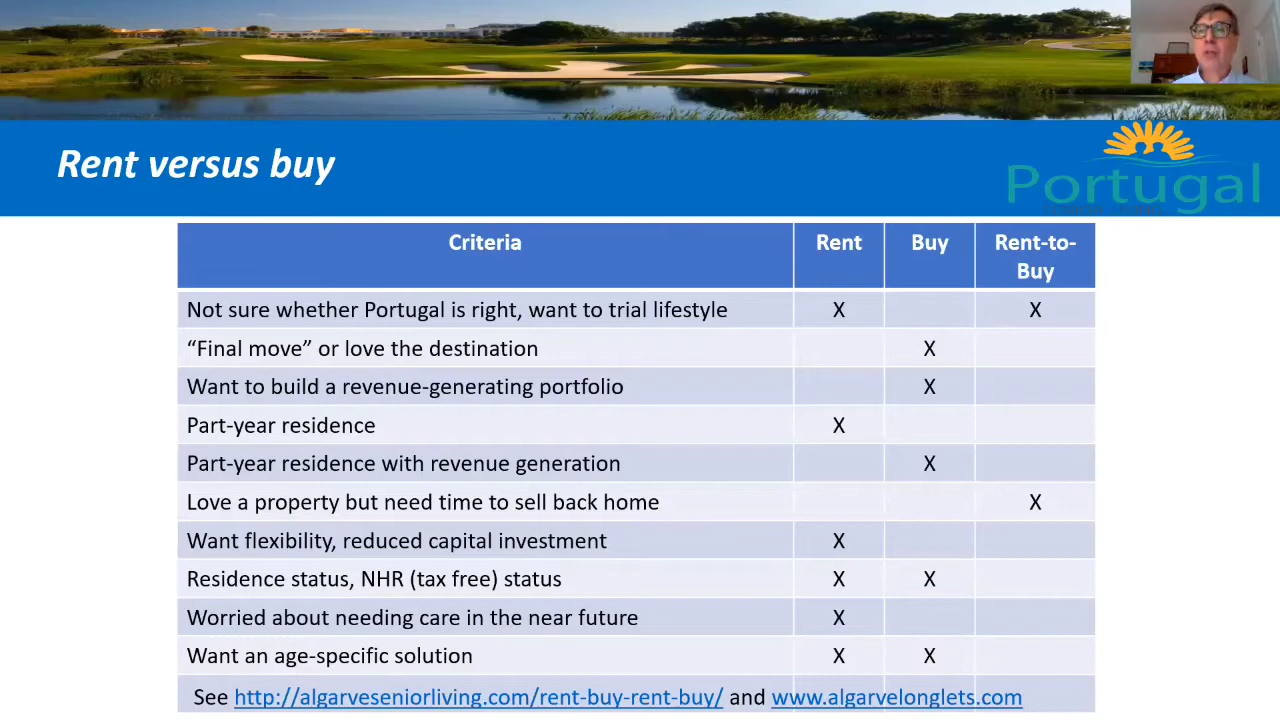 Rent versus buy
Portugal
Criteria Rent Buy Rent-to-
Buy
Not sure whether Portugal is right, want to trial lifestyle X X
“Final move” or love the destination X
Want to build a revenue-generating portfolio X
Part-year residence X
Part-year residence with revenue generation X
Love a property but need time to sell back home X
Want flexibility, reduced capital investment X
Residence status, NHR (tax free) status X X
Worried about needing care in the near future X
Want an age-specific solution X X
See http://algarveseniorliving.com/rent-buy-rent-buy/ and www.algarvelonglets.com